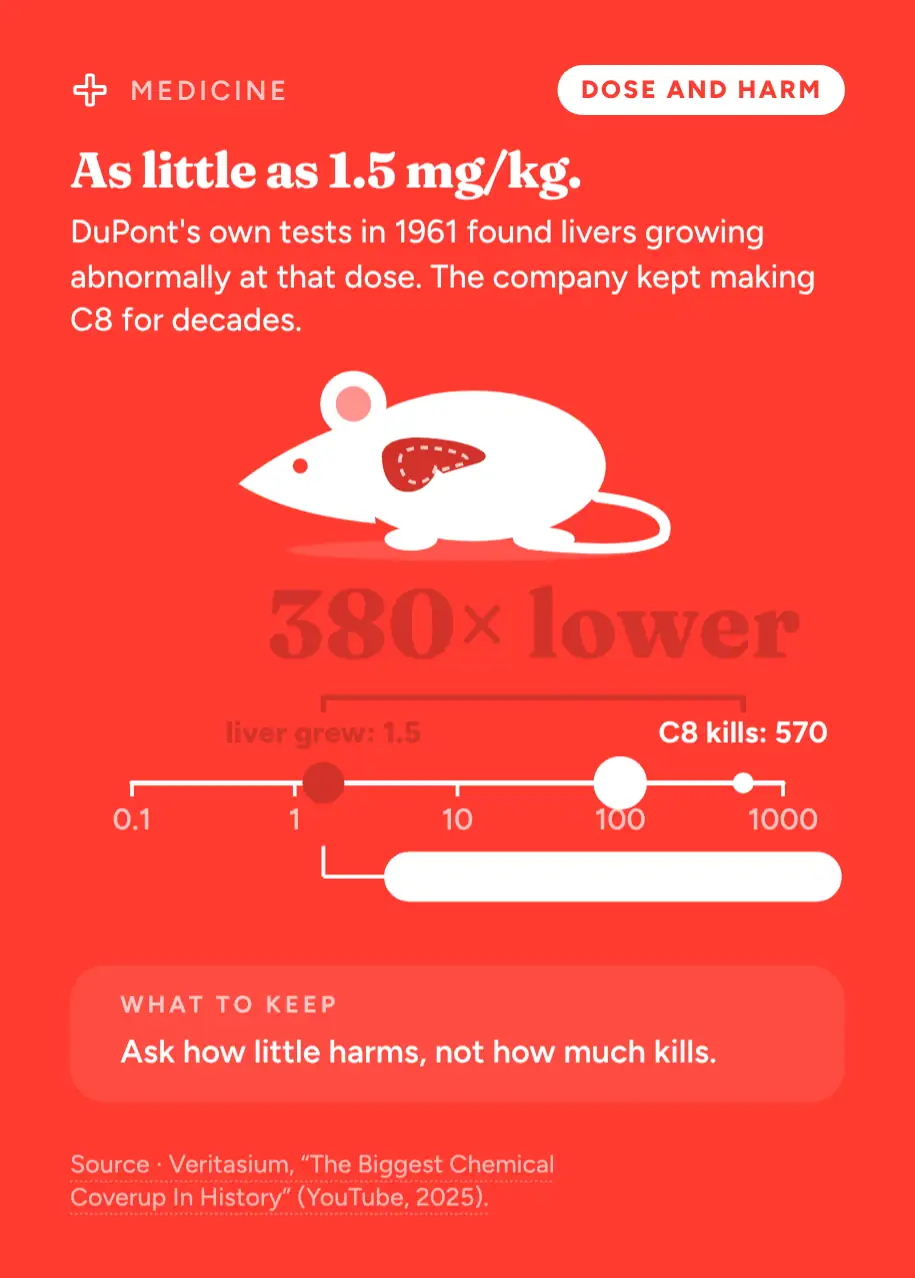 MEDICINE
DOSE AND HARM
As little as 1.5 mg/kg.
DuPont's own tests in 1961 found livers growing
abnormally at that dose. The company kept making
C8 for decades.
380× lower
liver grew: 1.5
C8 kills: 570
0.1
1
10
100
1000
WHAT TO KEEP
Ask how little harms, not how much kills.
Source · Veritasium, “The Biggest Chemical
Coverup In History” (YouTube, 2025).